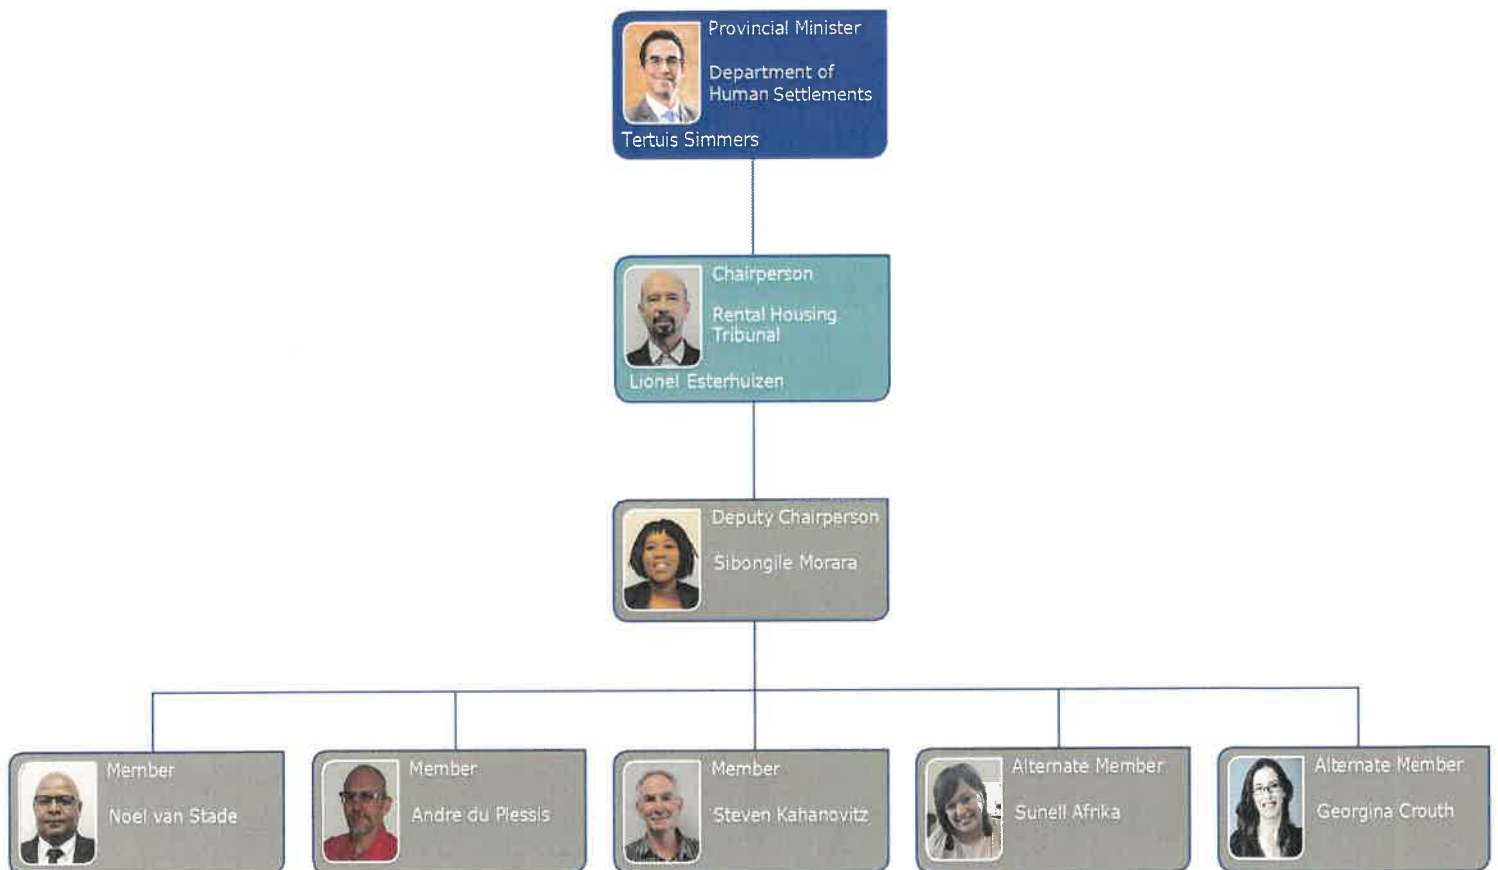 Provincial Minister
Department of
Human Settlements
Tertuis Simmers
Chairperson
Rental Housing
Tribunal
Lionel Esterhuizen
Deputy Chairperson
Sibongile Morara
Member
Noel van Stade
Member
Andre du Plessis
Member
Steven Kahanovitz
Alternate Member
Sunell Afrika
Alternate Member
Georgina Crouth